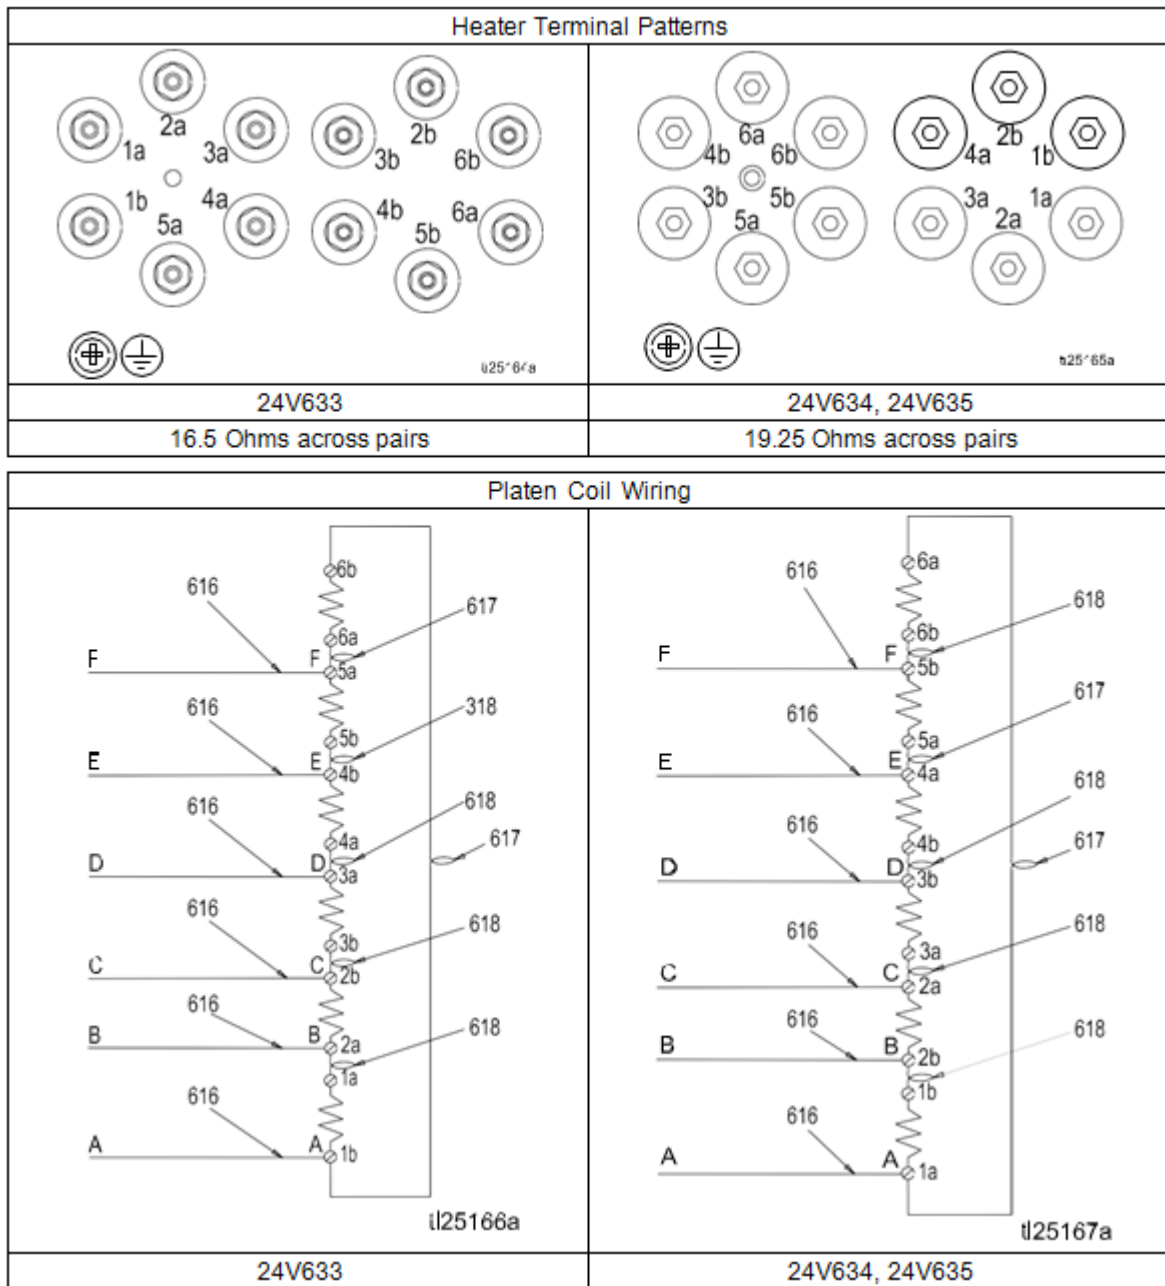 Heater Terminal Patterns
2a
1a
3a
1b
4a
5a
2b
3b
6b
4b
6a
5b
6a
4b
6b
3b
5b
5a
2b
4a
1b
3a
1a
2a
ti25165a
24V633
24V634, 24V635
16.5 Ohms across pairs
19.25 Ohms across pairs
Platen Coil Wiring
6b
616
617
6a
F
F
5a
616
318
5b
E
E
4b
616
618
4a
617
D
D
3a
616
618
3b
C
C
2b
616
618
B
B
2a
1a
616
A
A
1b
ti25166a
6a
616
618
6b
F
F
5b
617
616
5a
E
E
4a
618
616
4b
617
D
D
3b
618
616
3a
C
C
2a
616
618
B
B
2b
1b
616
A
A
1a
ti25167a
24V633
24V634, 24V635